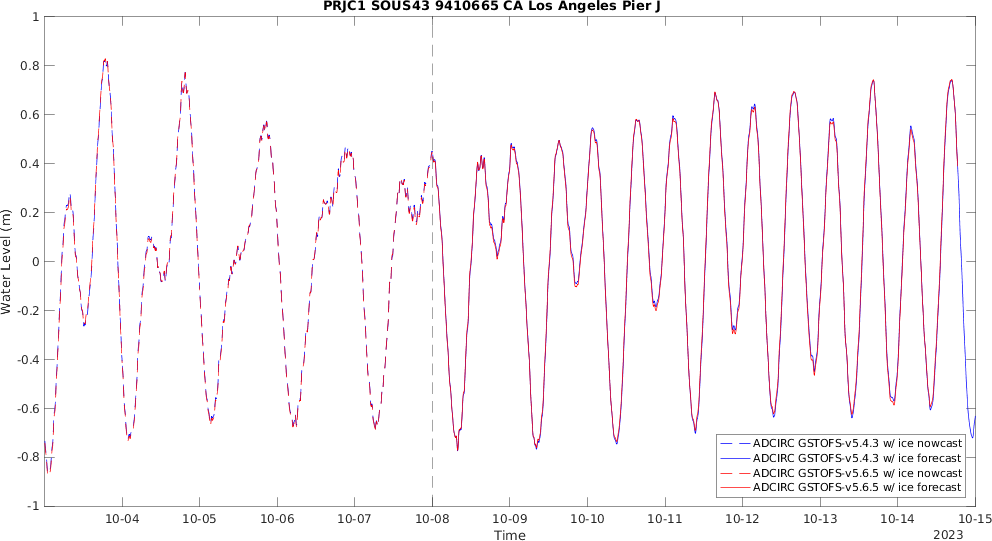 PRJC1 SOUS43 9410665 CA Los Angeles Pier J
1
0.8
0.6
0.4
0.2
0
-0.2
-0.4
-0.6
-0.8
-1
Water Level (m)
ADCIRC GSTOFS-v5.4.3 w/ ice nowcast
ADCIRC GSTOFS-v5.4.3 w/ ice forecast
ADCIRC GSTOFS-v5.6.5 w/ ice nowcast
ADCIRC GSTOFS-v5.6.5 w/ ice forecast
10-04 10-05 10-06 10-07 10-08 10-09 10-10 10-11 10-12 10-13 10-14 10-15
Time
2023